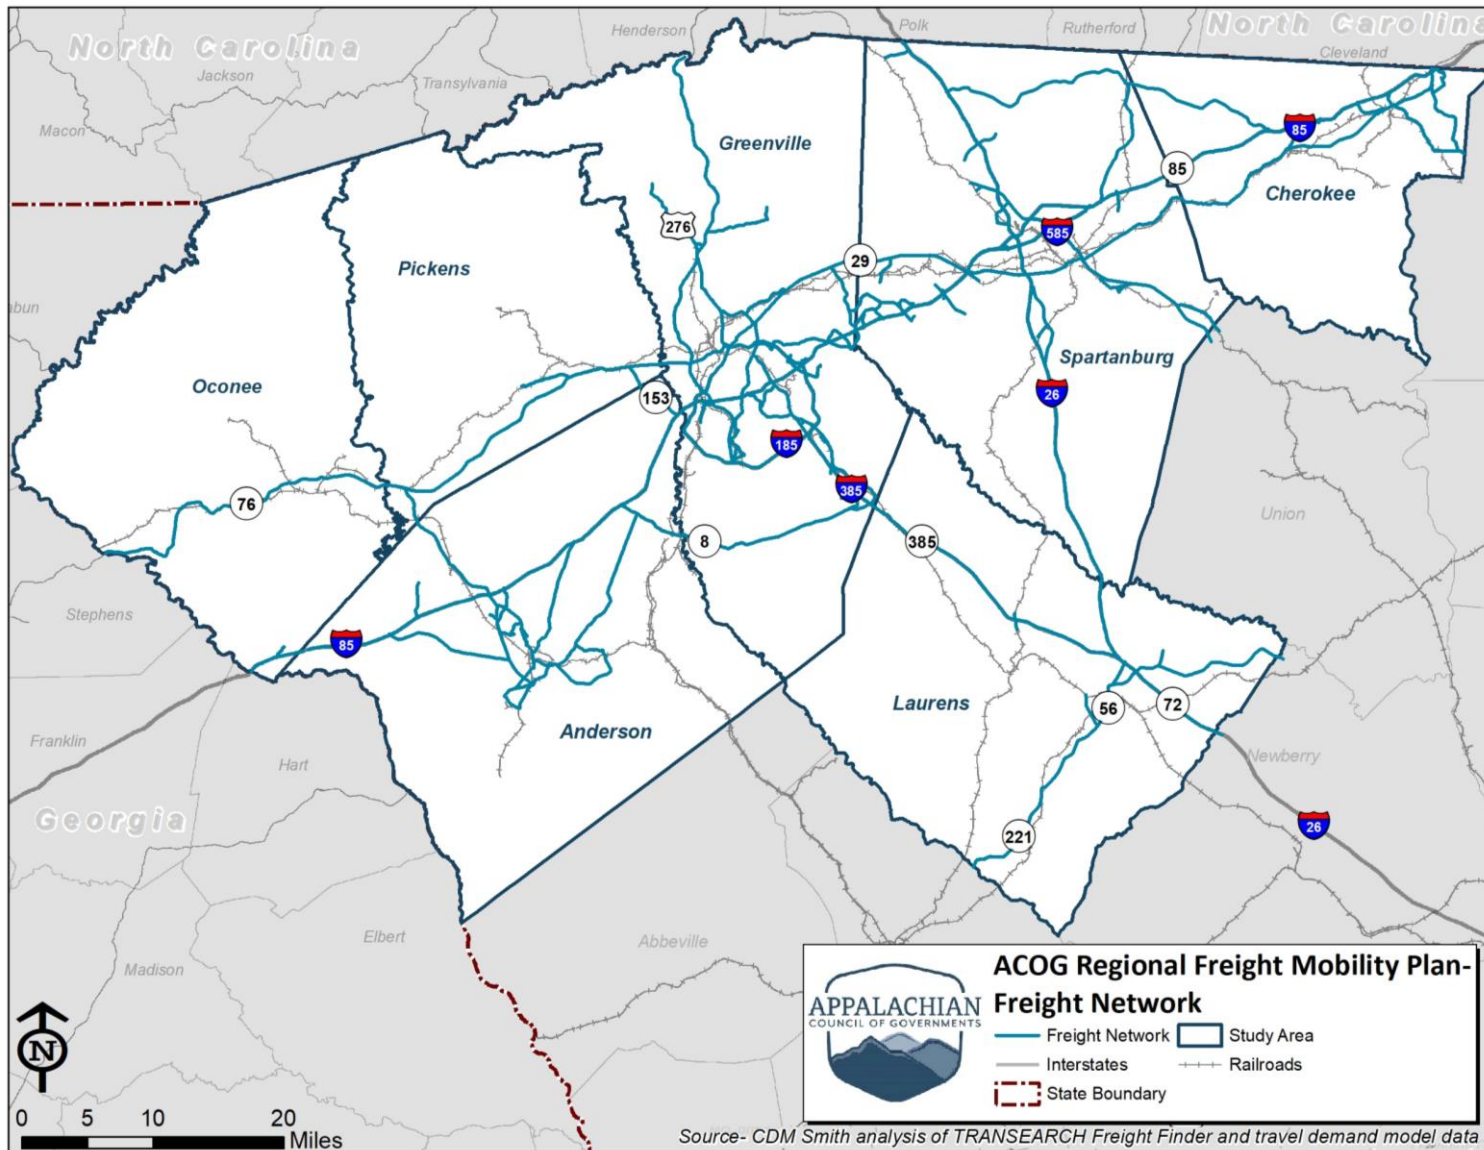 North Carolina
Henderson
Polk
Rutherford
North Carolina
Cleveland
Jackson
Transylvania
Macon
Greenville
85
85
Cherokee
276
585
Pickens
29
Oconee
Spartanburg
26
153
185
385
76
8
385
Union
Stephens
85
Laurens
56
72
Anderson
Franklin
Hart
Newberry
Georgia
221
26
Elbert
Abbeville
Madison
N
0 5 10 20
Miles
APPALACHIAN
COUNCIL OF GOVERNMENTS
ACOG Regional Freight Mobility Plan-
Freight Network
Freight Network
Study Area
Interstates
Railroads
State Boundary
Source- CDM Smith analysis of TRANSEARCH Freight Finder and travel demand model data